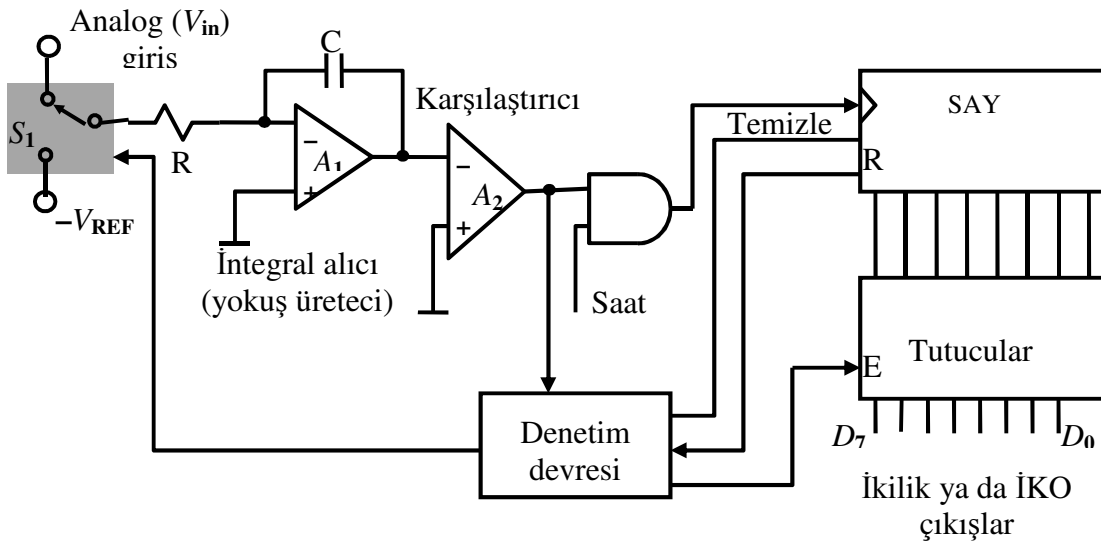 Analog (Vin)
giris
C
Karşılaştırıcı
SAY
S1
Temizle
R
A1
R
A2
−VREF
İntegral alıcı
(yokuş üreteci)
Saat
Tutucular
E
Denetim
devresi
D7
D0
İkilik ya da İKO
çıkışlar